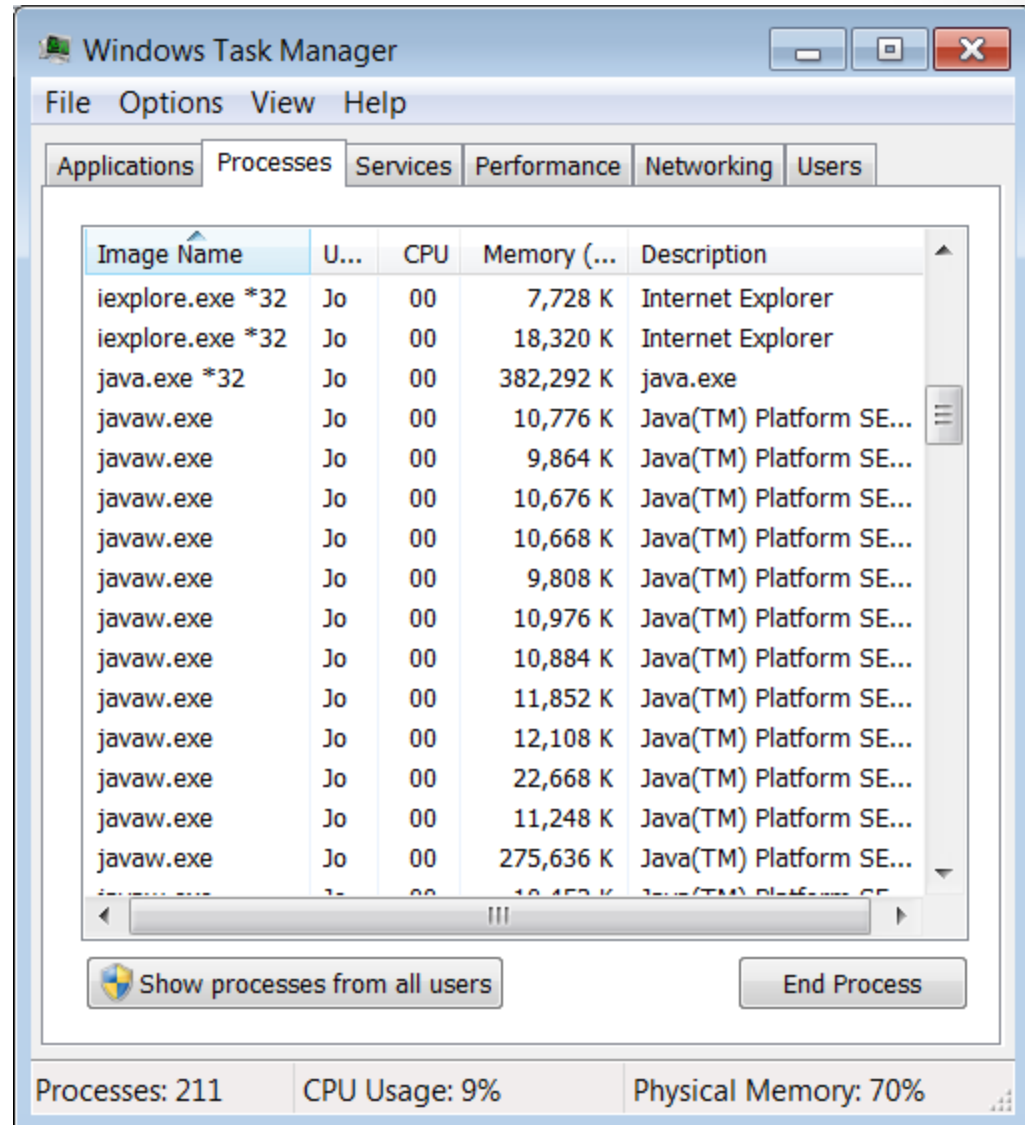 Windows Task Manager
File Options View Help
Applications Processes Services Performance Networking Users
Image Name U... CPU Memory (... Description
iexplore.exe *32 Jo 00 7,728 K Internet Explorer
iexplore.exe *32 Jo 00 18,320 K Internet Explorer
java.exe *32 Jo 00 382,292 K java.exe
javaw.exe Jo 00 10,776 K Java(TM) Platform SE...
javaw.exe Jo 00 9,864 K Java(TM) Platform SE...
javaw.exe Jo 00 10,676 K Java(TM) Platform SE...
javaw.exe Jo 00 10,668 K Java(TM) Platform SE...
javaw.exe Jo 00 9,808 K Java(TM) Platform SE...
javaw.exe Jo 00 10,976 K Java(TM) Platform SE...
javaw.exe Jo 00 10,884 K Java(TM) Platform SE...
javaw.exe Jo 00 11,852 K Java(TM) Platform SE...
javaw.exe Jo 00 12,108 K Java(TM) Platform SE...
javaw.exe Jo 00 22,668 K Java(TM) Platform SE...
javaw.exe Jo 00 11,248 K Java(TM) Platform SE...
javaw.exe Jo 00 275,636 K Java(TM) Platform SE...
Show processes from all users End Process
Processes: 211 CPU Usage: 9% Physical Memory: 70%